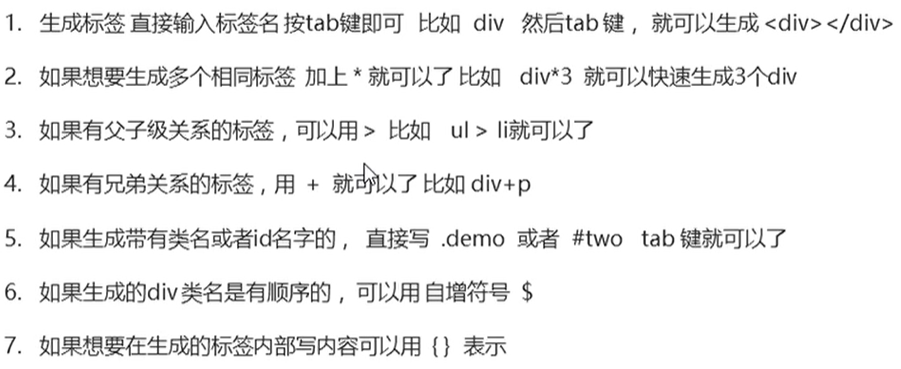 1. 生成标签 直接输入标签名 按tab键即可 比如 div 然后tab 键， 就可以生成 <div></div>
2. 如果想要生成多个相同标签 加上 * 就可以了 比如 div*3 就可以快速生成3个div
3. 如果有父子级关系的标签，可以用 > 比如 ul > li就可以了
4. 如果有兄弟关系的标签，用 + 就可以了 比如 div+p
5. 如果生成带有类名或者id名字的， 直接写 .demo 或者 #two tab 键就可以了
6. 如果生成的div 类名是有顺序的， 可以用 自增符号 $
7. 如果想要在生成的标签内部写内容可以用 { } 表示